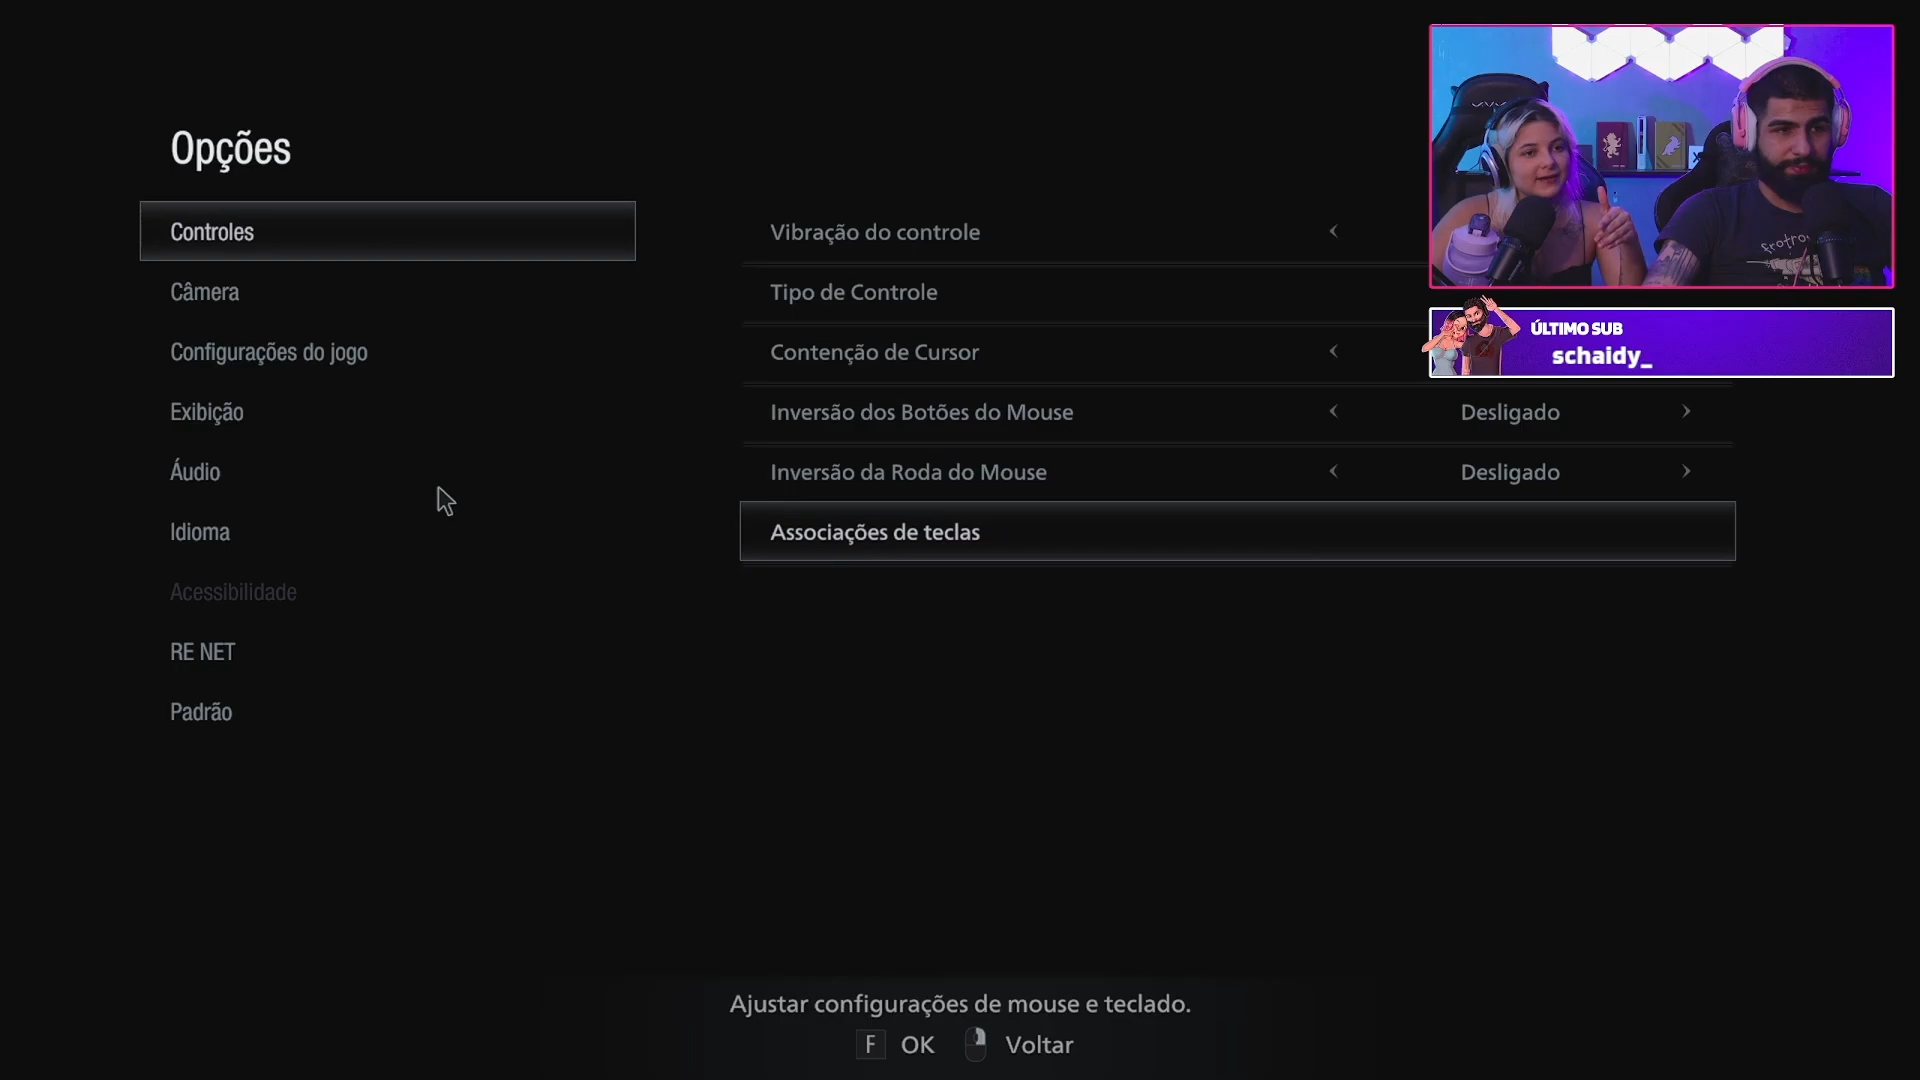 Opções
Controles
Câmera
Configurações do jogo
Exibição
Áudio
Idioma
Acessibilidade
RE NET
Padrão
Vibração do controle
Tipo de Controle
Contenção de Cursor
Inversão dos Botões do Mouse
Desligado
Inversão da Roda do Mouse
Desligado
Associações de teclas
ÚLTIMO SUB
schaidy_
Ajustar configurações de mouse e teclado.
F OK Voltar